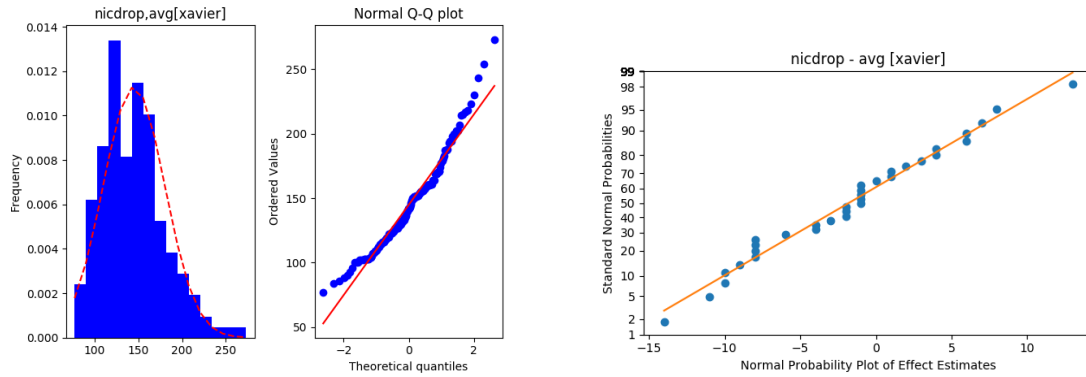 nicdrop,avg[xavier]
Frequency
0.014
0.012
0.010
0.008
0.006
0.004
0.002
0.000
100 150 200 250
Normal Q-Q plot
Ordered Values
250
200
150
100
50
−2 0 2
Theoretical quantiles
nicdrop - avg [xavier]
Standard Normal Probabilities
99
98
95
90
80
70
60
50
40
30
20
10
5
2
1
−15 −10 −5 0 5 10
Normal Probability Plot of Effect Estimates